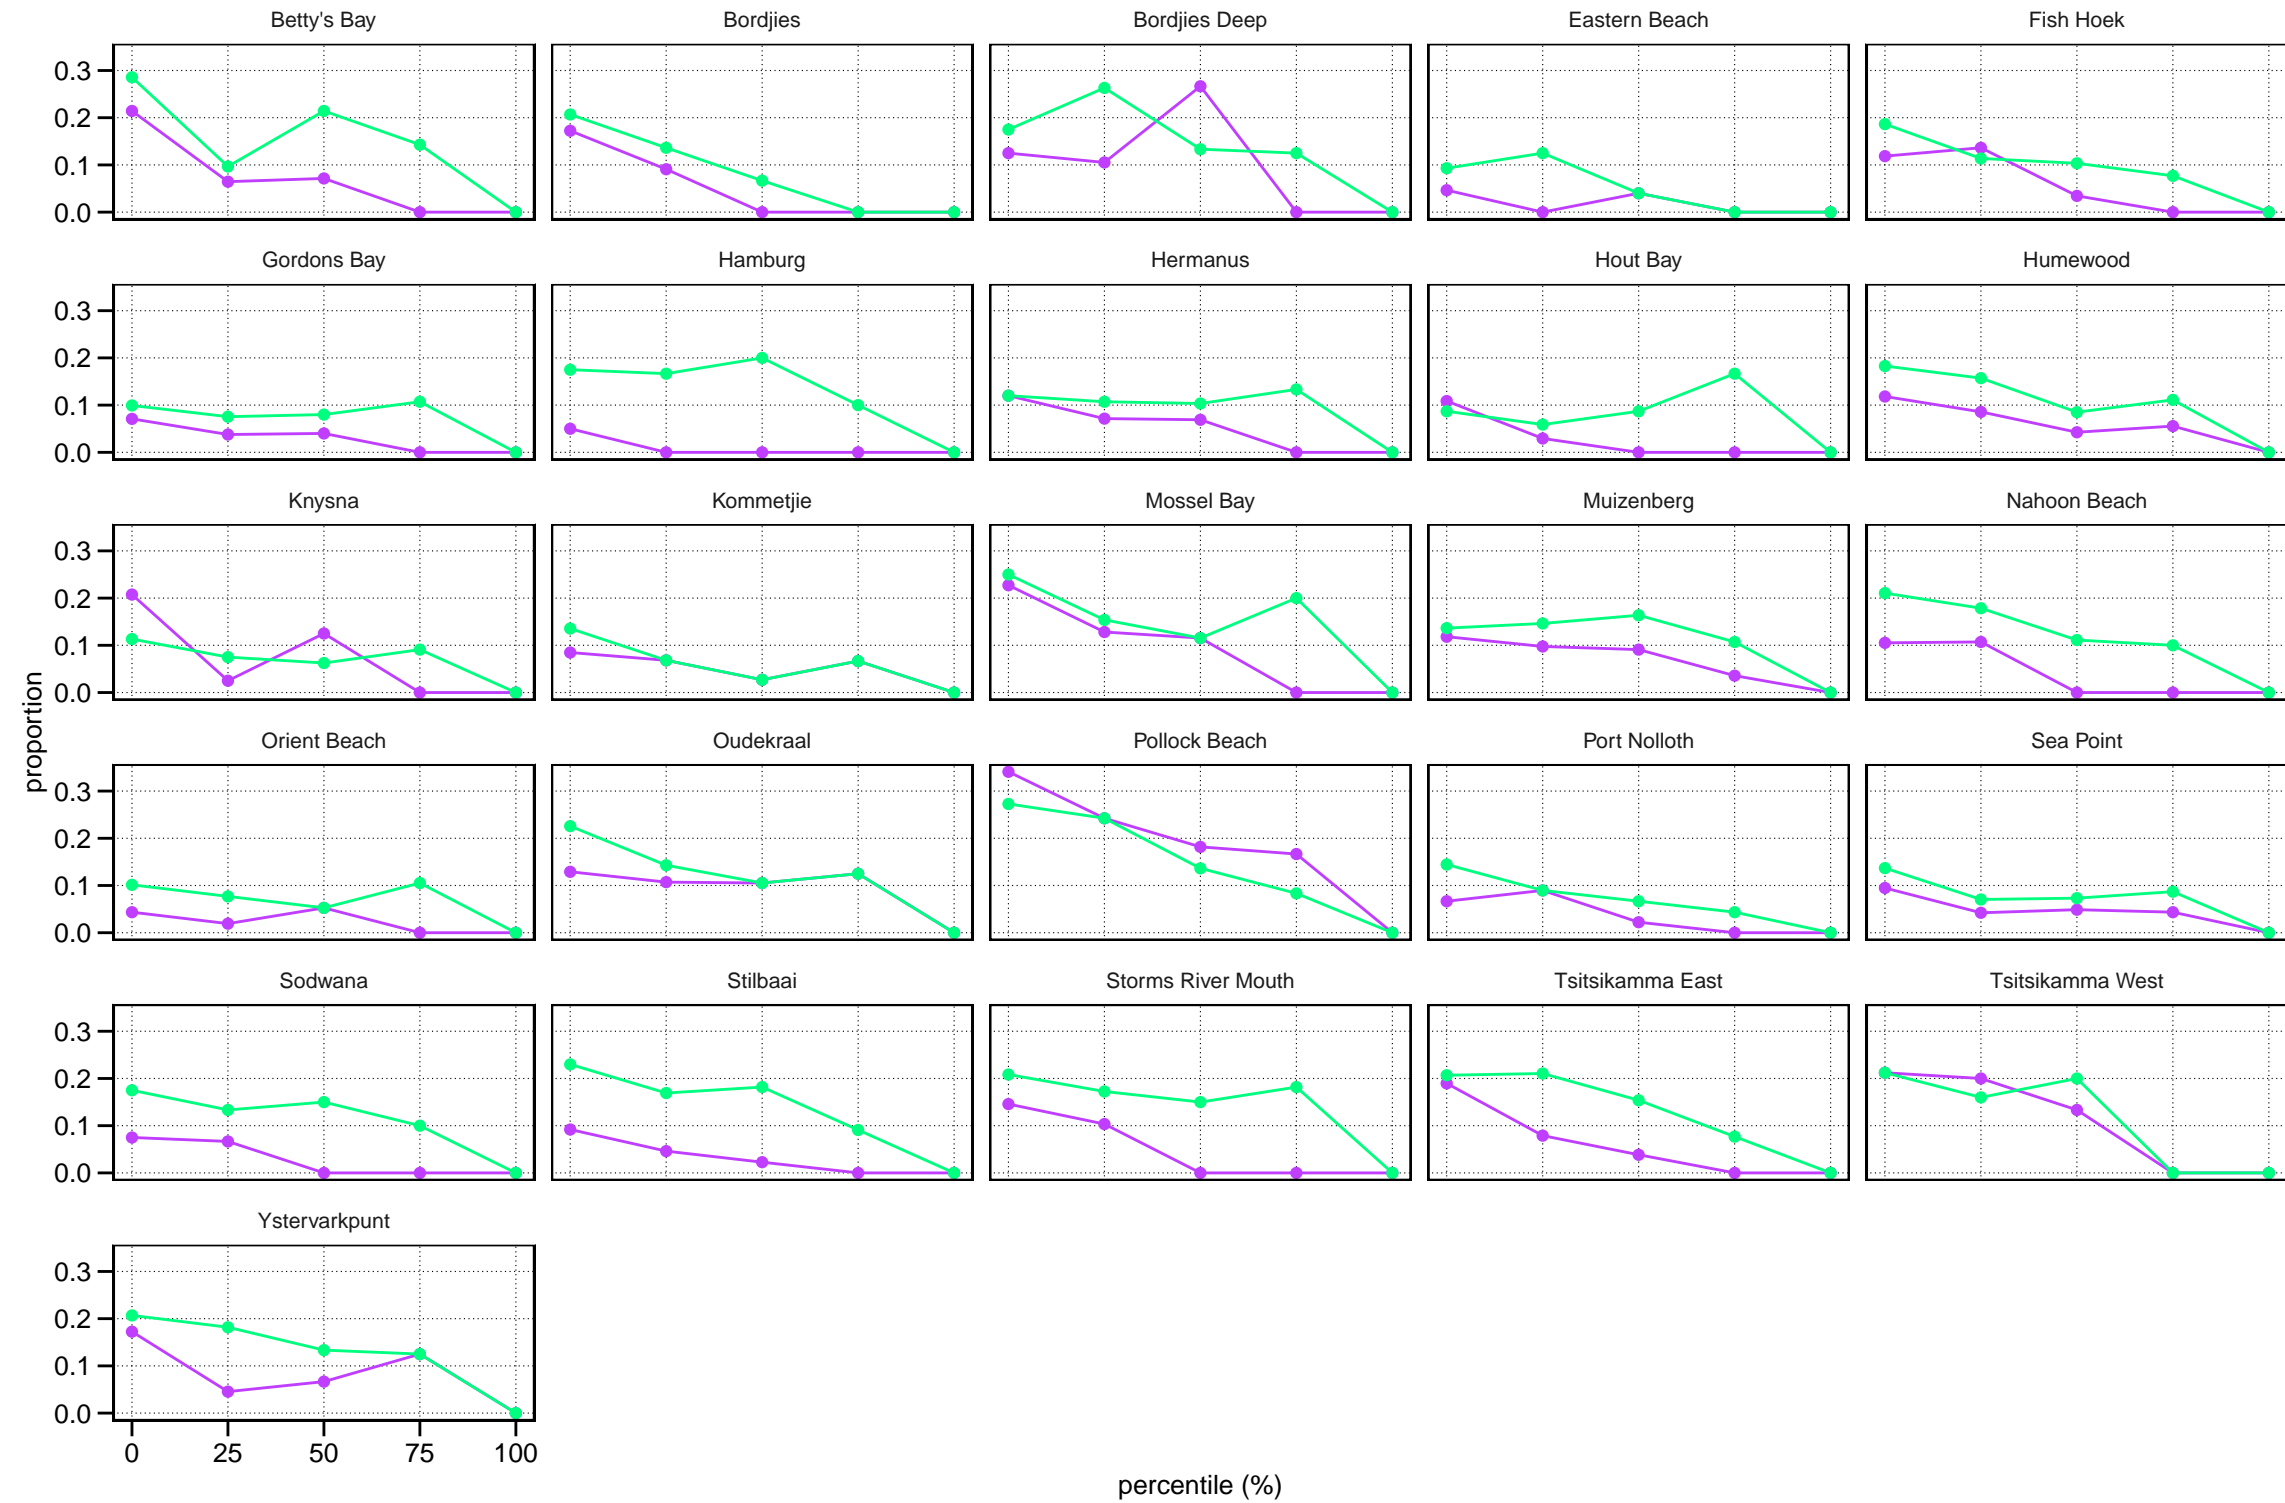 Betty's Bay Bordjies Bordjies Deep Eastern Beach Fish Hoek
0.3
0.2
0.1
0.0
Gordons Bay Hamburg Hermanus Hout Bay Humewood
0.3
0.2
0.1
0.0
Knysna Kommetjie Mossel Bay Muizenberg Nahoon Beach
0.3
0.2
0.1
0.0
proportion
Orient Beach Oudekraal Pollock Beach Port Nolloth Sea Point
0.3
0.2
0.1
0.0
Sodwana Stilbaai Storms River Mouth Tsitsikamma East Tsitsikamma West
0.3
0.2
0.1
0.0
Ystervarkpunt
0.3
0.2
0.1
0.0
0 25 50 75 100
percentile (%)